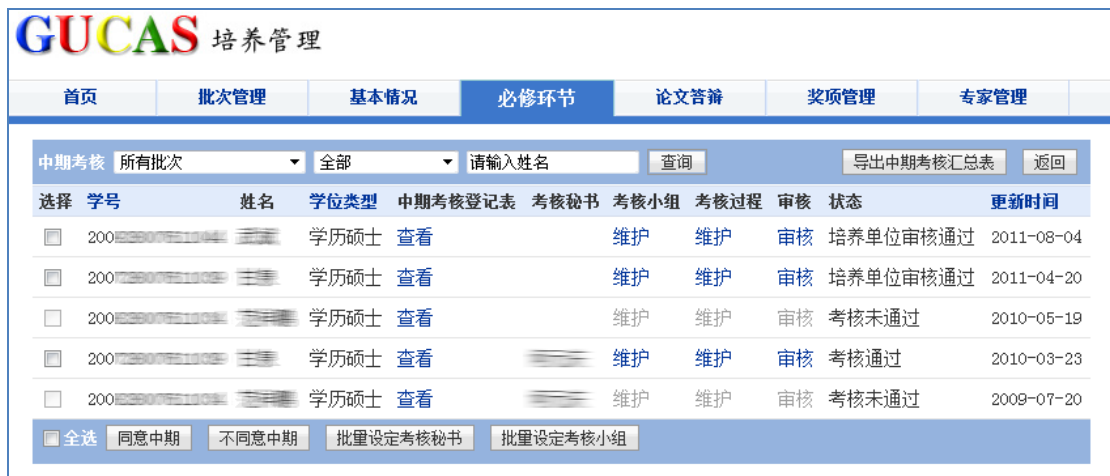 GUCAS 培养管理
首页 批次管理 基本情况 必修环节 论文答辩 奖项管理 专家管理
中期考核 所有批次 全部 请输入姓名 查询 导出中期考核汇总表 返回
选择 学号 姓名 学位类型 中期考核登记表 考核秘书 考核小组 考核过程 审核 状态 更新时间
学历硕士 查看 维护 维护 审核 培养单位审核通过 2011-08-04
学历硕士 查看 维护 维护 审核 培养单位审核通过 2011-04-20
学历硕士 查看 维护 维护 审核 考核未通过 2010-05-19
学历硕士 查看 维护 维护 审核 考核通过 2010-03-23
学历硕士 查看 维护 维护 审核 考核未通过 2009-07-20
全选 同意中期 不同意中期 批量设定考核秘书 批量设定考核小组